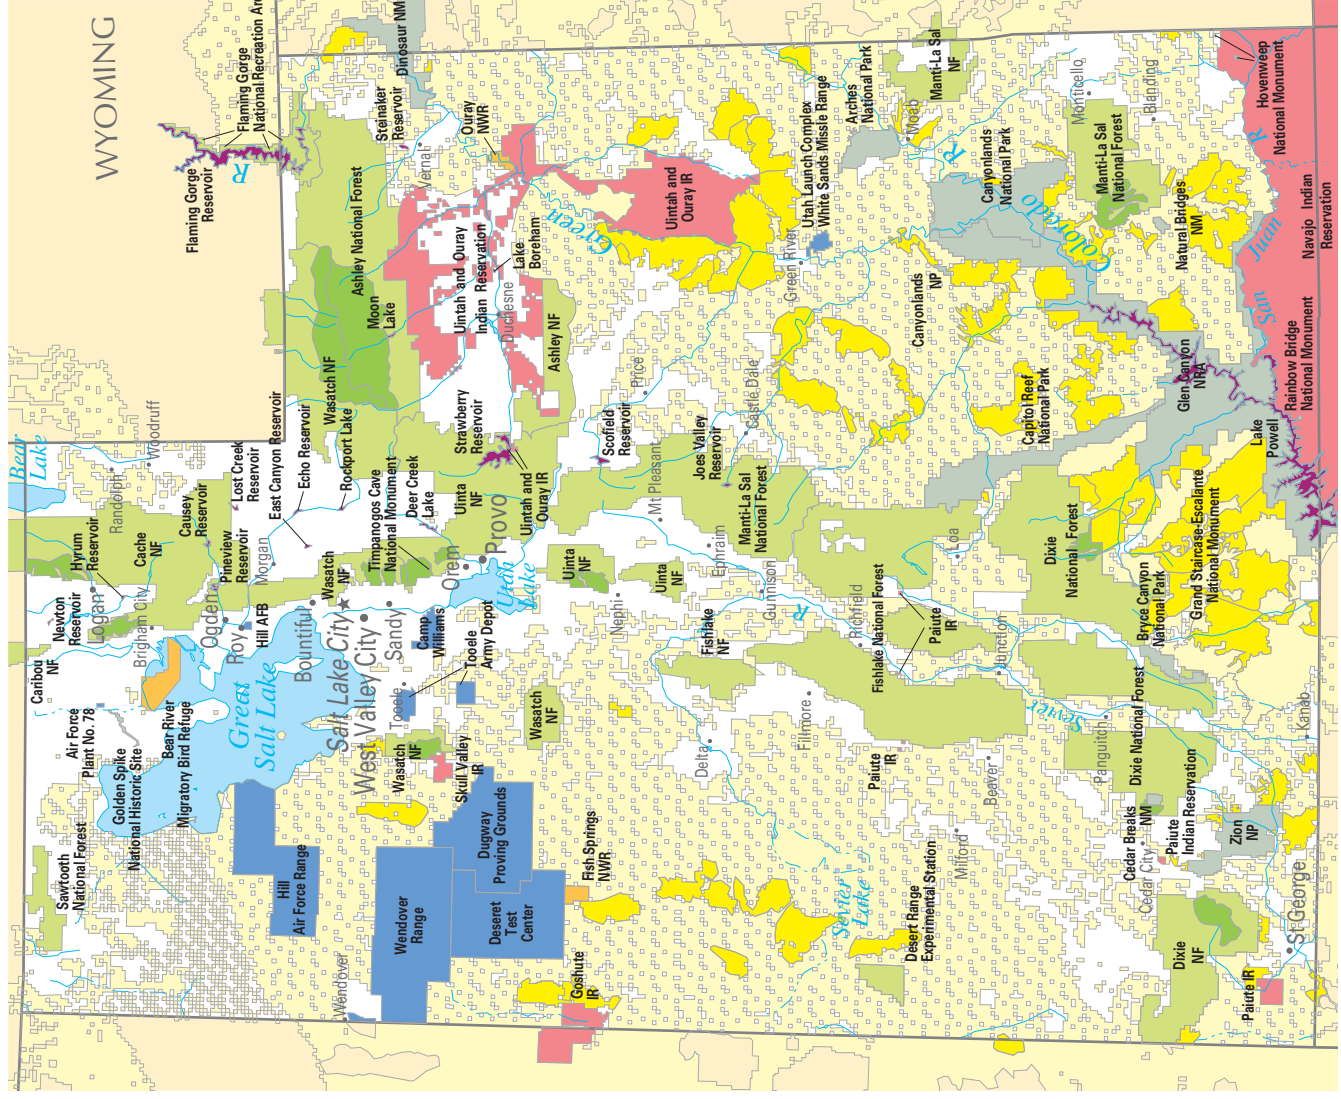 WYOMING
Flaming Gorge
National Recreation Ar
Flaming Gorge
Reservoir
R
Dinosaur NM
Steinaker
Reservoir
Ouray
NWR
Vernal
Ashley National Forest
Moon
Lake
Wasatch NF
Uintah and Ouray
Indian Reservation
Lake
Boreham
Duchesne
Ashley NF
Green
Uintah and
Ouray IR
Utah Launch Complex
White Sands Missile Range
Green River
Arches
National Park
Moab
Manti-La Sal
NF
Canyonlands
National Park
R
Colorado
Canyonlands
NP
Monticello
Blanding
Manti-La Sal
National Forest
Natural Bridges
NM
Hovenweep
National Monument
San Juan R
Navajo Indian
Reservation
Rainbow Bridge
National Monument
Glen Canyon
NRA
Lake
Powell
Capitol Reef
National Park
Bear
Lake
Woodruff
Randolph
Lost Creek
Reservoir
East Canyon Reservoir
Echo Reservoir
Rockport Lake
Strawberry
Reservoir
Scofield
Reservoir
Price
Castle Dale
Joes Valley
Reservoir
Mt Pleasant
Manti-La Sal
National Forest
Uinta
NF
Uintah and
Ouray IR
Deer Creek
Lake
Timpanogos Cave
National Monument
Provo
Orem
Utah
Lake
Causey
Reservoir
Pineview
Reservoir
Morgan
Cache
NF
Hyrum
Reservoir
Newton
Reservoir
Logan
Brigham City
Ogden
Roy
Hill AFB
Wasatch
NF
Bountiful
Salt Lake City
West Valley City
Sandy
Camp
Williams
Tooele
Army Depot
Tooele
Uinta
NF
Uinta
NF
Nephi
Ephraim
Gunnison
Fishlake
NF
R
Richfield
Fishlake National Forest
Paiute
IR
Loa
Junction
Dixie
National Forest
Bryce Canyon
National Park
Grand Staircase-Escalante
National Monument
Caribou
NF
Air Force
Plant No. 78
Golden Spike
National Historic Site
Bear River
Migratory Bird Refuge
Great
Salt Lake
Sawtooth
National Forest
Hill
Air Force Range
Wendover
Wendover
Range
Wasatch
NF
Skull Valley
IR
Wasatch
NF
Dugway
Proving Grounds
Deseret
Test
Center
Fish Springs
NWR
Goshute
IR
Delta
Fillmore
Sevier
Lake
Paiute
IR
Beaver
Milford
Desert Range
Experimental Station
Sevier
Panguitch
Dixie National Forest
Kanab
Cedar Breaks
NM
Cedar City
Paiute
Indian Reservation
Zion
NP
Dixie
NF
St George
Paiute IR